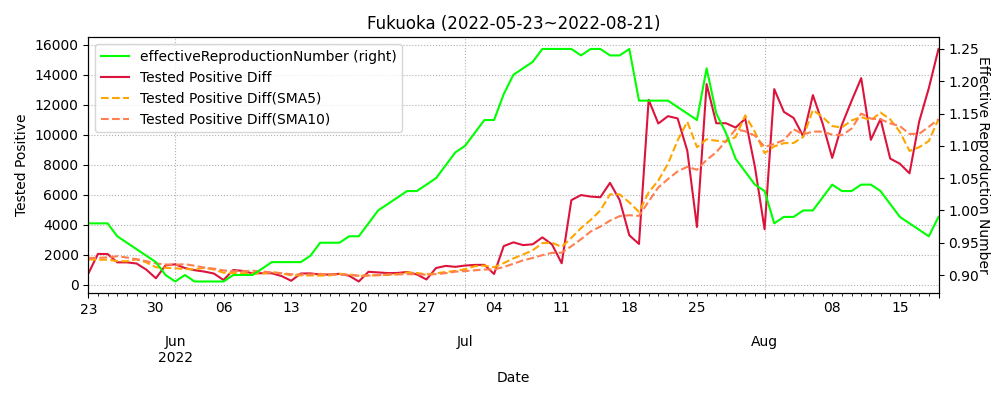 Fukuoka (2022-05-23~2022-08-21)
effectiveReproductionNumber (right)
Tested Positive Diff
Tested Positive Diff(SMA5)
Tested Positive Diff(SMA10)
Tested Positive
16000
14000
12000
10000
8000
6000
4000
2000
0
1.25
1.20
1.15
1.10
1.05
1.00
0.95
0.90
Effective Reproduction Number
23 30 06 13 20 27 04 11 18 25 08 15
Jun Jul Aug
2022
Date